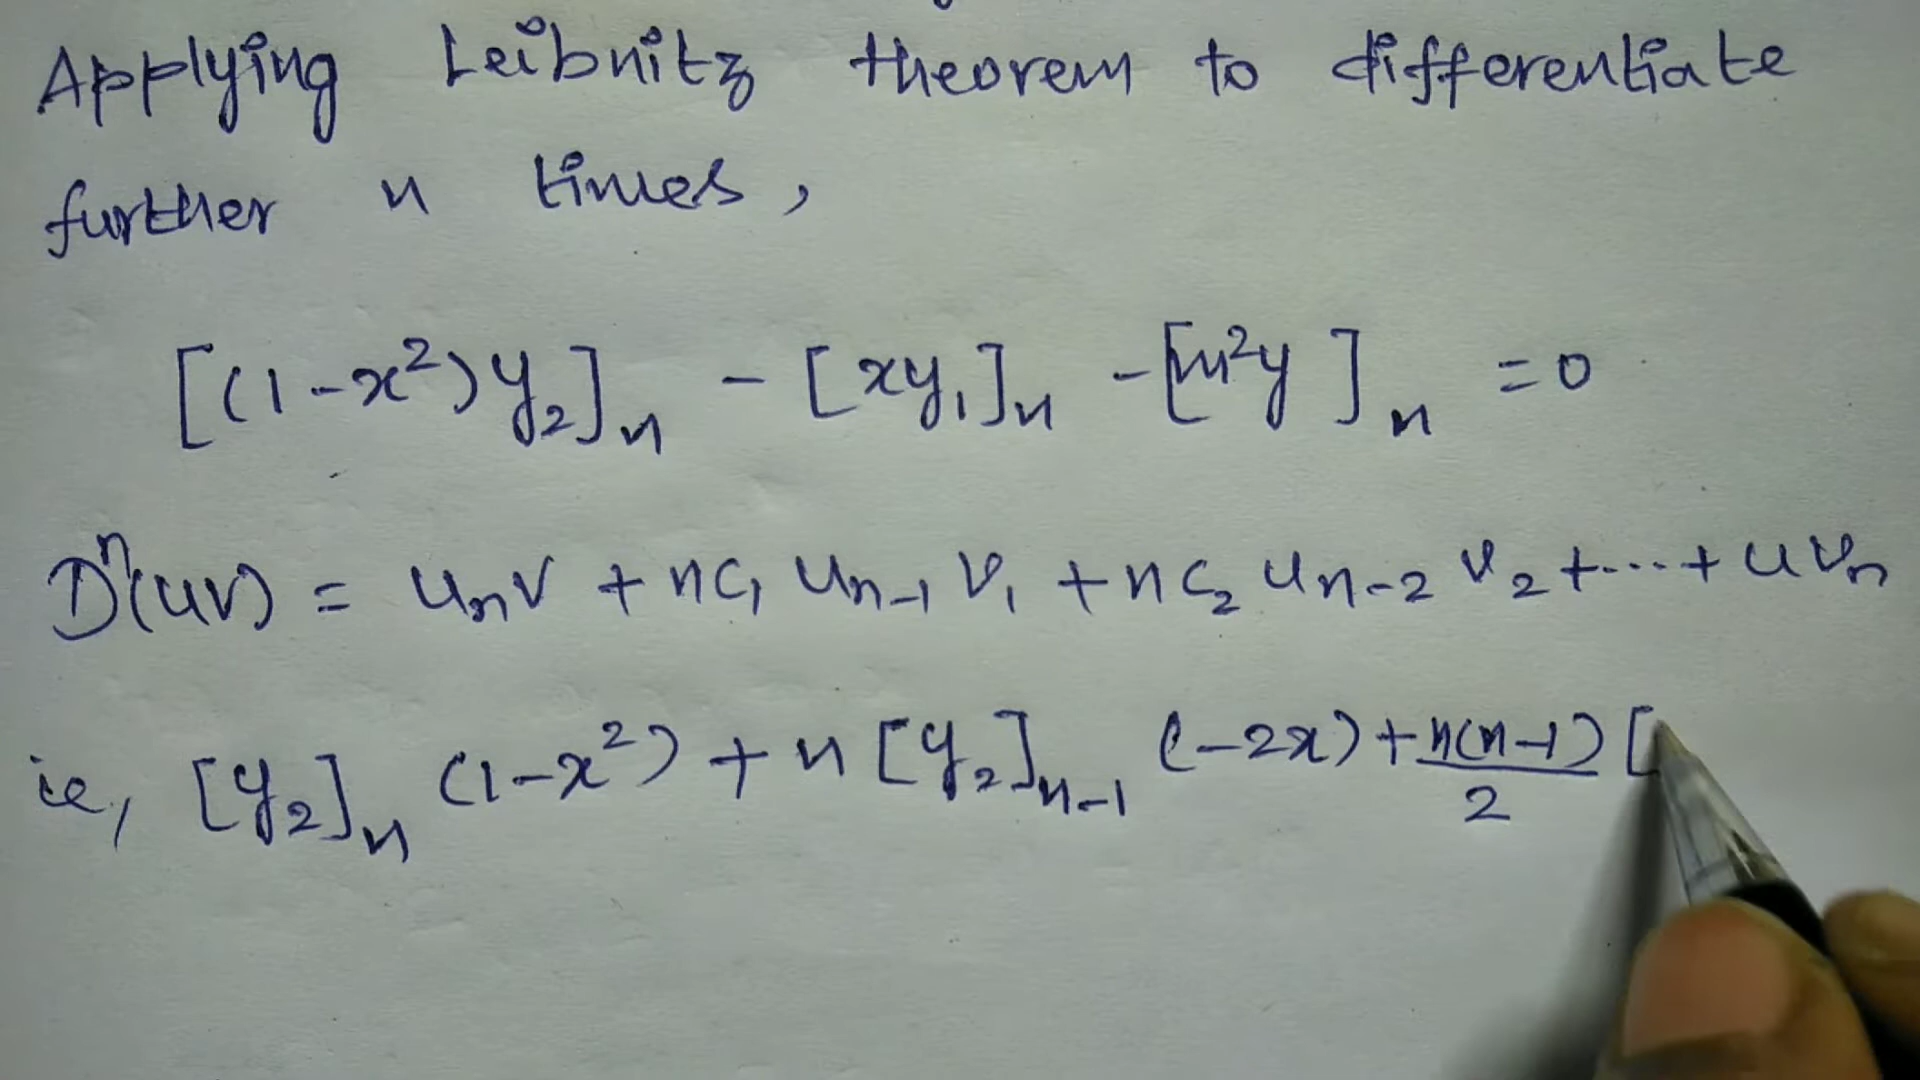 Applying Leibnitz theorem to differentiate
further n times,
[(1-x²)y₂]ₙ - [xy₁]ₙ - [m²y]ₙ = 0
Dⁿ(uv) = uₙv + nc₁ uₙ₋₁ v₁ + nc₂ uₙ₋₂ v₂ + .... + uvₙ
ie, [y₂]ₙ (1-x²) + n [y₂]ₙ₋₁ (-2x) + n(n-1)/2 [